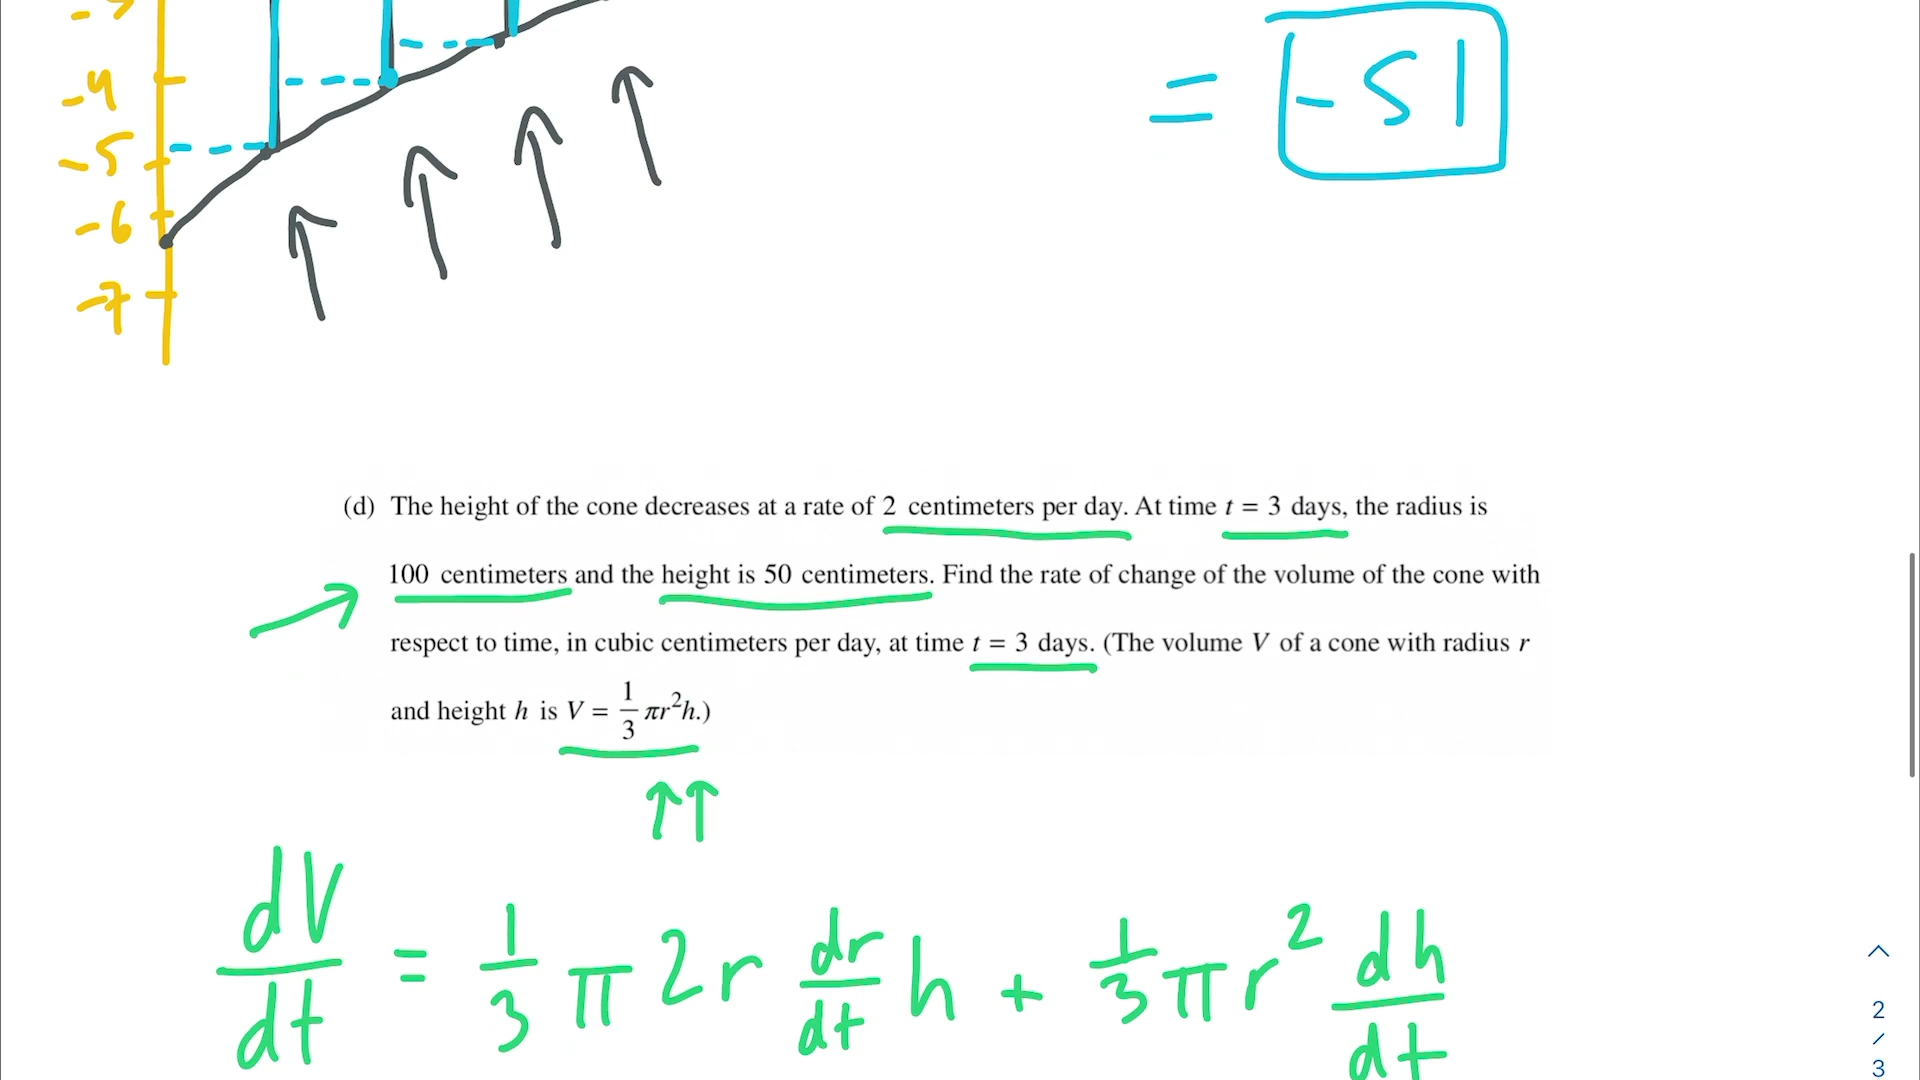 -4
-5
-6
-7
= -51
(d) The height of the cone decreases at a rate of 2 centimeters per day. At time t = 3 days, the radius is
100 centimeters and the height is 50 centimeters. Find the rate of change of the volume of the cone with
respect to time, in cubic centimeters per day, at time t = 3 days. (The volume V of a cone with radius r
and height h is V = 1/3 πr²h.)
dV/dt = 1/3 π 2r dr/dt h + 1/3 π r² dh/dt
2
/
3